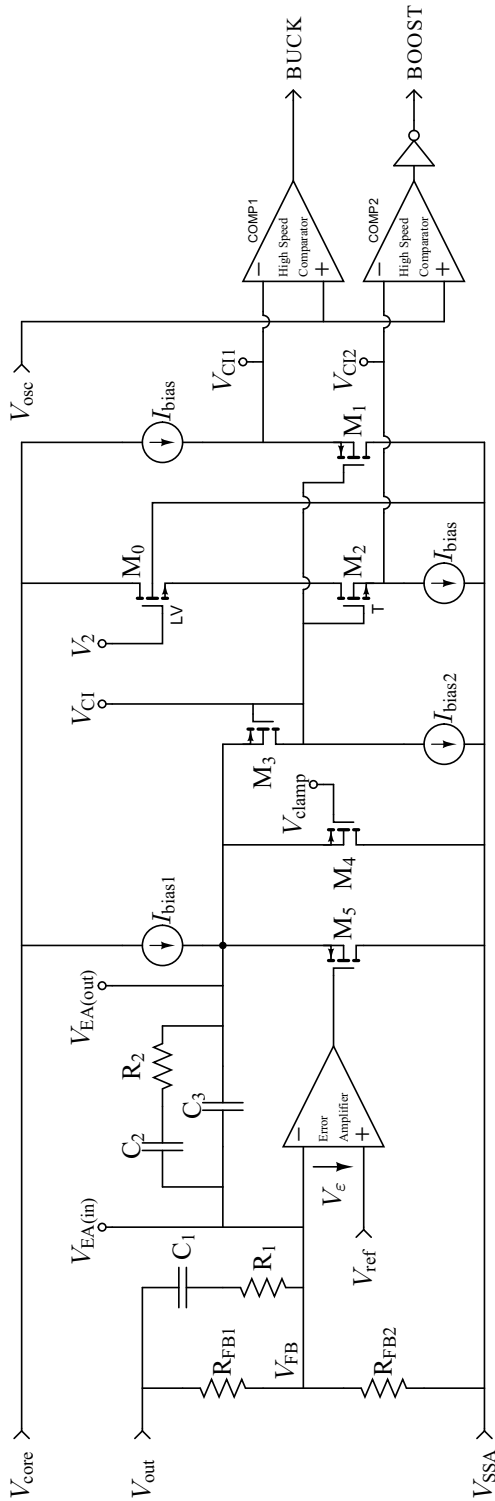 V_core
V_out
V_SSA
R_FB1
V_FB
R_FB2
C_1
R_1
V_EA(in)
C_2
R_2
C_3
V_EA(out)
V_ref
V_ε
−
Error
Amplifier
+
I_bias1
M_5
M_4
V_clamp
M_3
V_CI
I_bias2
V_2
M_0
LV
M_2
T
I_bias
I_bias
M_1
V_osc
V_CI1
V_CI2
COMP1
−
High Speed
Comparator
+
BUCK
COMP2
−
High Speed
Comparator
+
BOOST